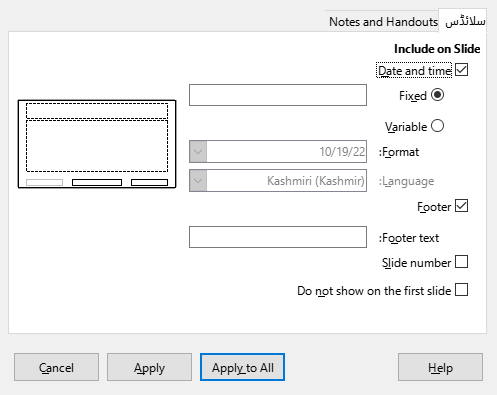 سلائڈس
Notes and Handouts
Include on Slide
Date and time
Fixed
Variable
:Format
10/19/22
:Language
Kashmiri (Kashmir)
Footer
:Footer text
Slide number
Do not show on the first slide
Help
Apply to All
Apply
Cancel